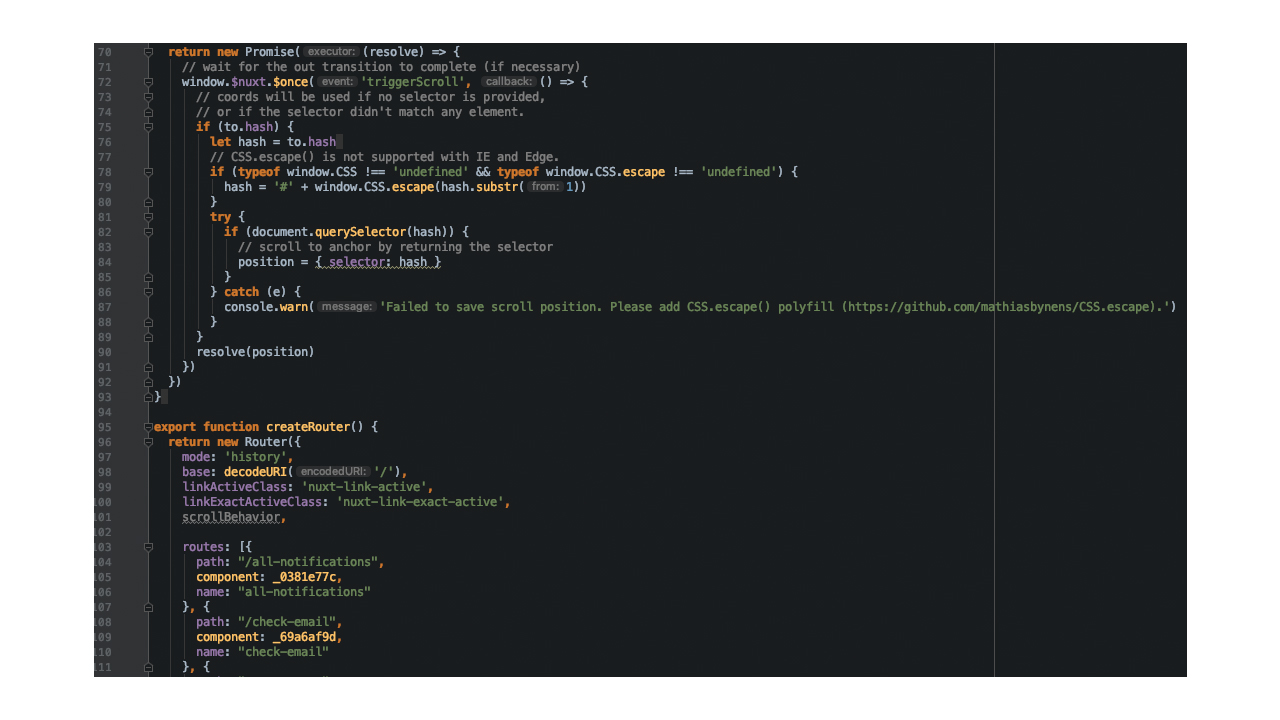 70 return new Promise( executor: (resolve) => {
71 // wait for the out transition to complete (if necessary)
72 window.$nuxt.$once( event: 'triggerScroll', callback: () => {
73 // coords will be used if no selector is provided,
74 // or if the selector didn't match any element.
75 if (to.hash) {
76 let hash = to.hash
77 // CSS.escape() is not supported with IE and Edge.
78 if (typeof window.CSS !== 'undefined' && typeof window.CSS.escape !== 'undefined') {
79 hash = '#' + window.CSS.escape(hash.substr( from: 1))
80 }
81 try {
82 if (document.querySelector(hash)) {
83 // scroll to anchor by returning the selector
84 position = { selector: hash }
85 }
86 } catch (e) {
87 console.warn( message: 'Failed to save scroll position. Please add CSS.escape() polyfill (https://github.com/mathiasbynens/CSS.escape).')
88 }
89 }
90 resolve(position)
91 })
92 })
93 }
94
95 export function createRouter() {
96 return new Router({
97 mode: 'history',
98 base: decodeURI( encodedURI: '/'),
99 linkActiveClass: 'nuxt-link-active',
100 linkExactActiveClass: 'nuxt-link-exact-active',
101 scrollBehavior,
102
103 routes: [{
104 path: "/all-notifications",
105 component: _0381e77c,
106 name: "all-notifications"
107 }, {
108 path: "/check-email",
109 component: _69a6af9d,
110 name: "check-email"
111 }, {